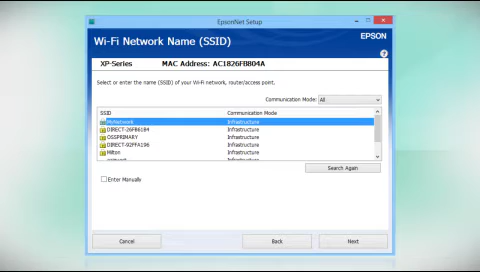 EpsonNet Setup
Wi-Fi Network Name (SSID)
EPSON
?
XP-Series MAC Address: AC1826FB804A
Select or enter the name (SSID) of your Wi-Fi network, router/access point.
Communication Mode: All
SSID Communication Mode
MyNetwork Infrastructure
DIRECT-26FB61B4 Infrastructure
OSSPRIMARY Infrastructure
DIRECT-92FFA196 Infrastructure
Milton Infrastructure
Search Again
Enter Manually
Cancel Back Next